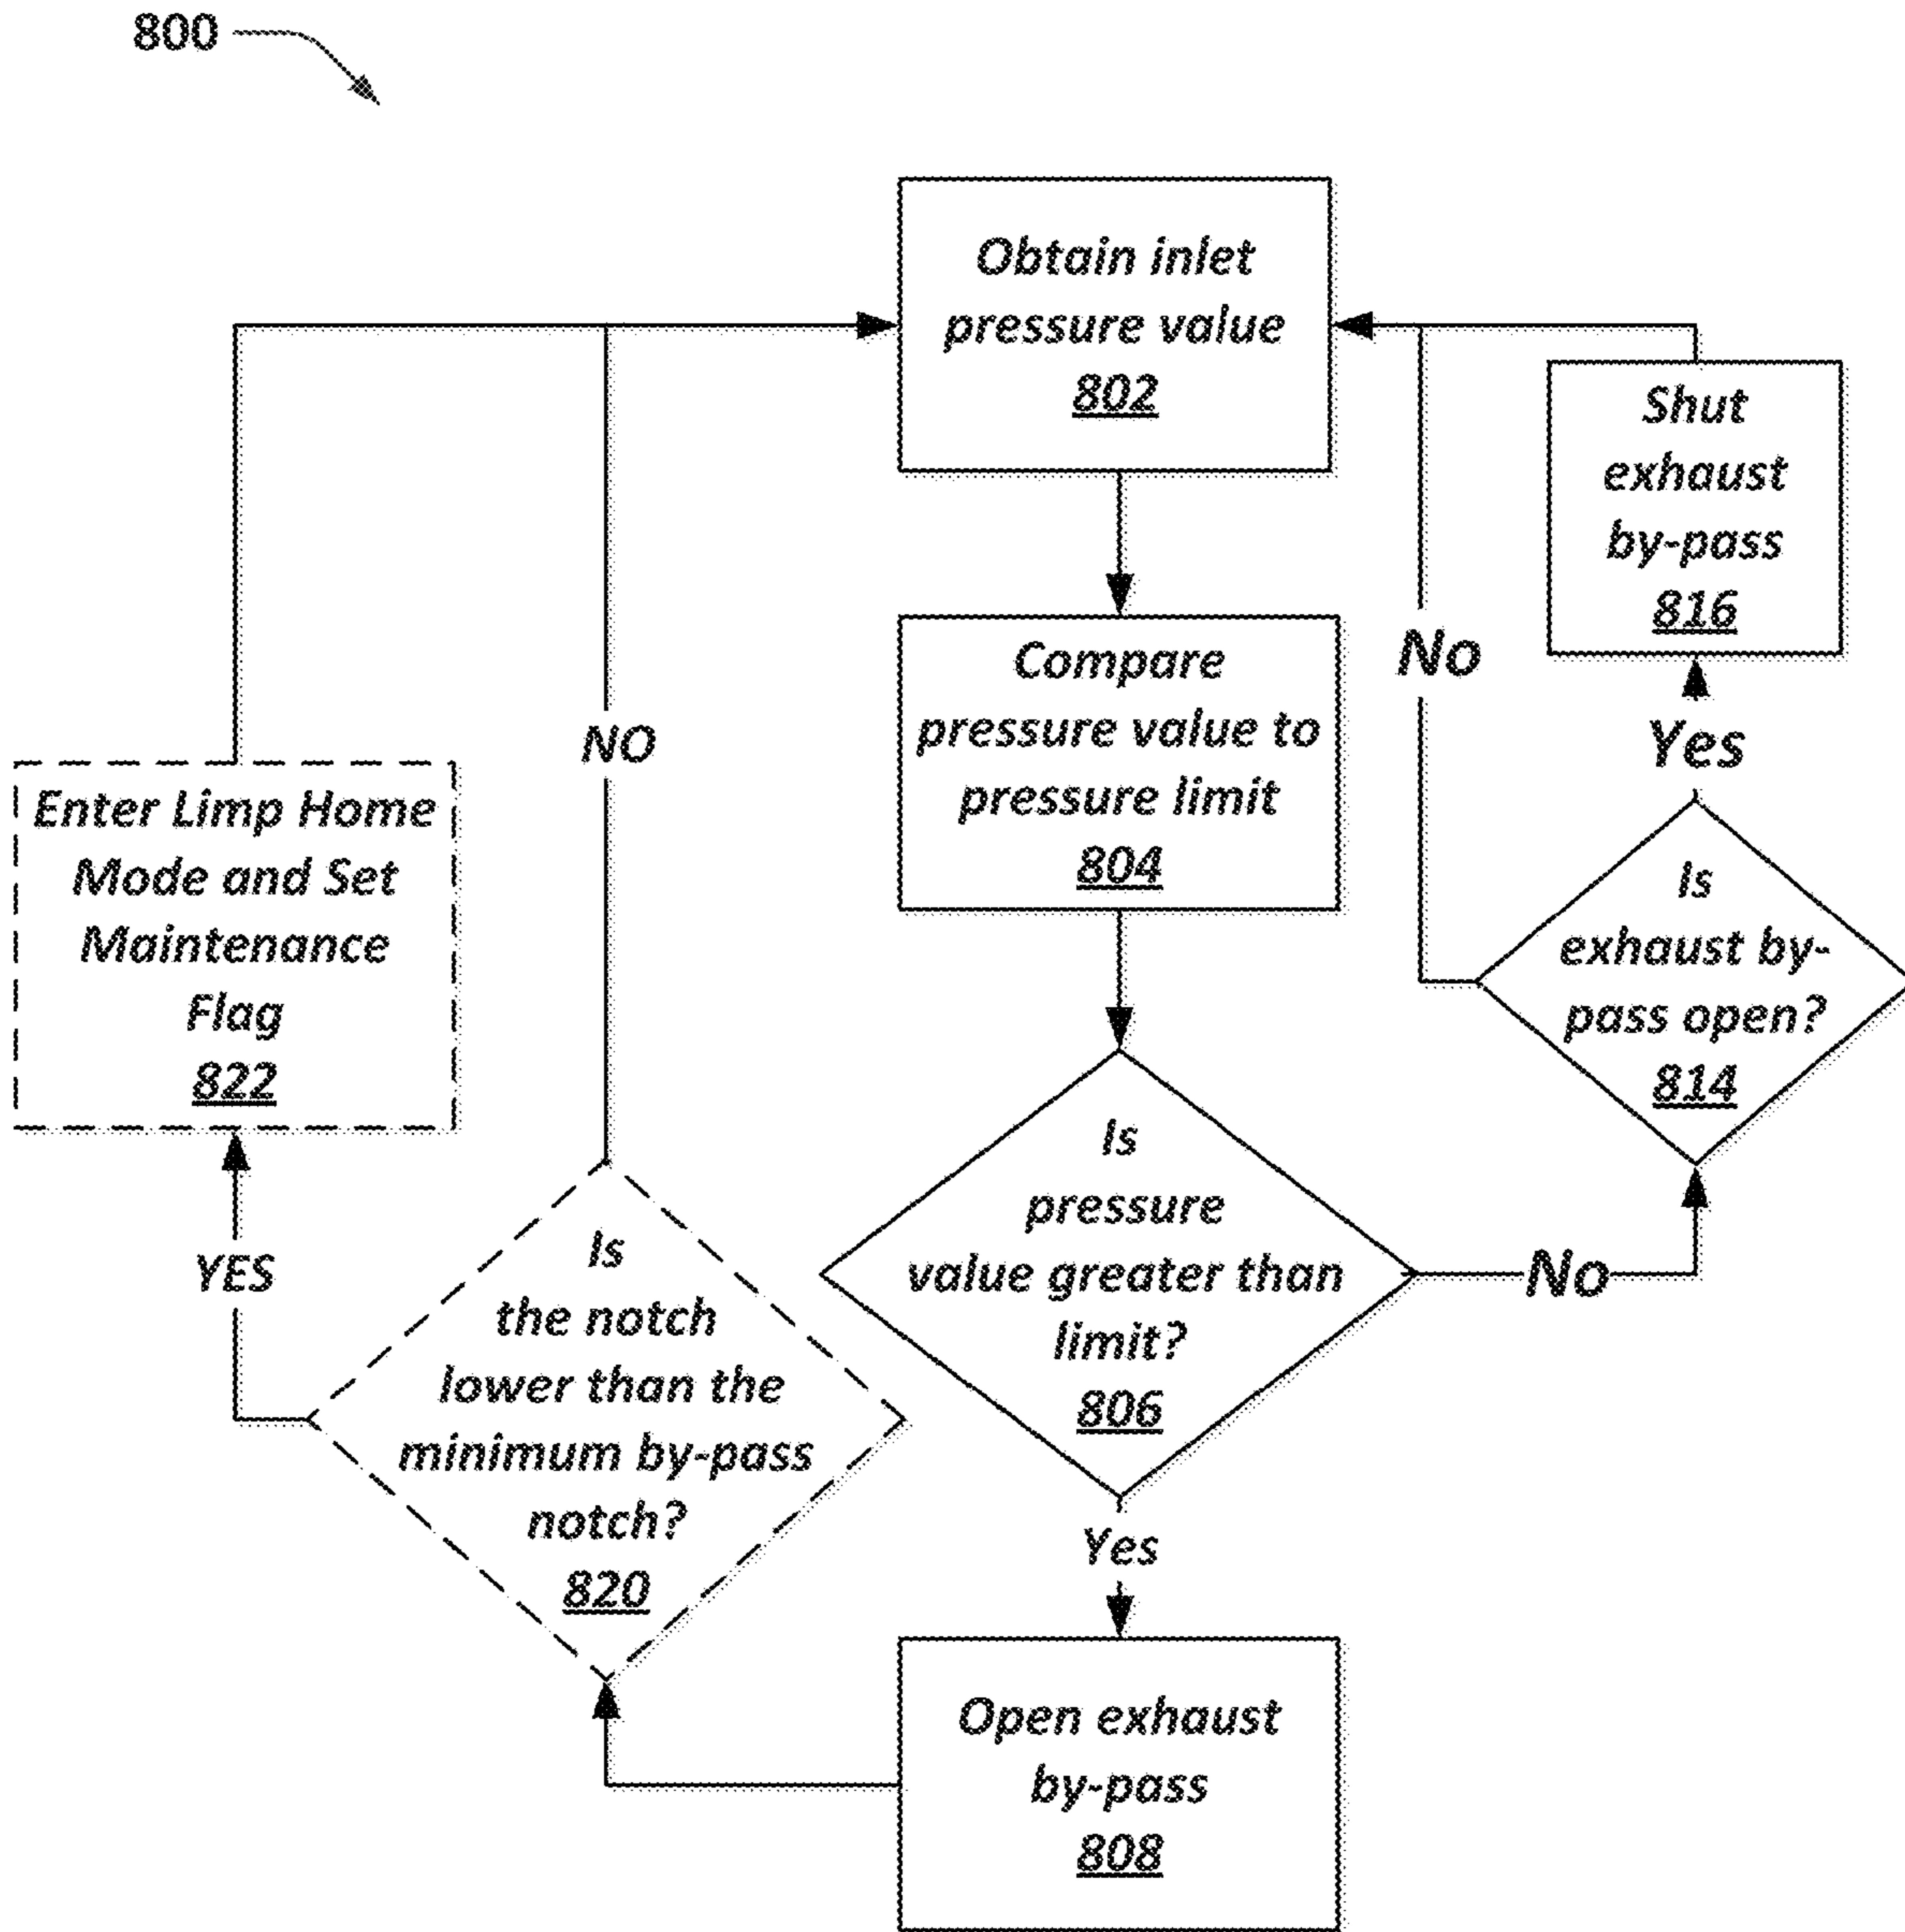 800
Obtain inlet
pressure value
802
Shut
exhaust
by-pass
816
Compare
pressure value to
pressure limit
804
No
Yes
NO
Enter Limp Home
Mode and Set
Maintenance
Flag
822
Is
exhaust by-
pass open?
814
Is
pressure
value greater than
limit?
806
No
YES
Is
the notch
lower than the
minimum by-pass
notch?
820
Yes
Open exhaust
by-pass
808